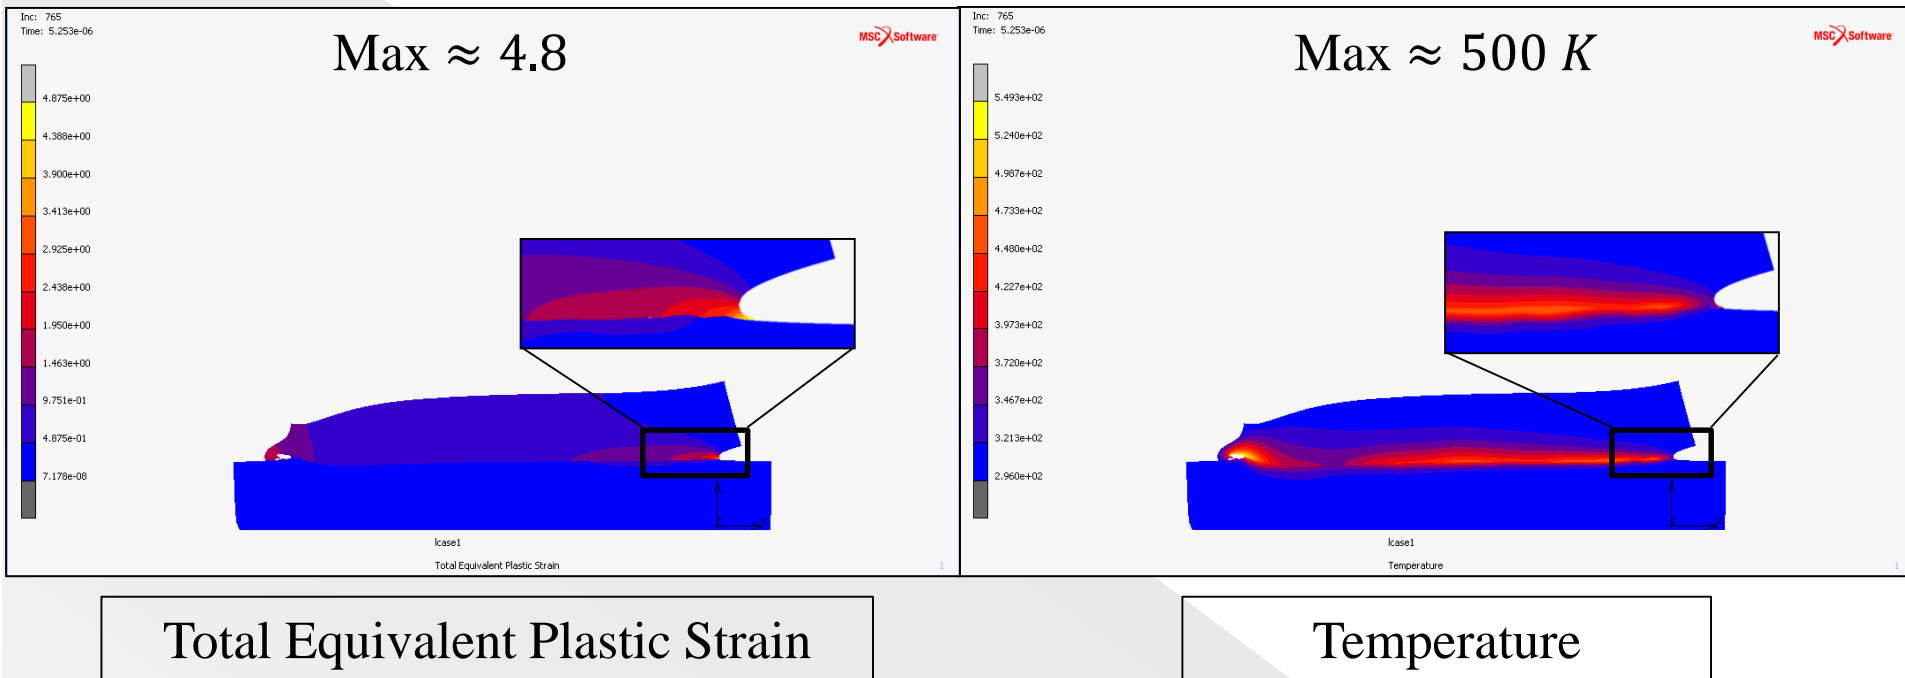 Inc: 765
Time: 5.253e-06
Max ≈ 4.8
MSC Software
4.875e+00
4.388e+00
3.900e+00
3.413e+00
2.925e+00
2.438e+00
1.950e+00
1.463e+00
9.751e-01
4.875e-01
7.178e-08
lcase1
Total Equivalent Plastic Strain
1
Inc: 765
Time: 5.253e-06
Max ≈ 500 K
MSC Software
5.493e+02
5.240e+02
4.987e+02
4.733e+02
4.480e+02
4.227e+02
3.973e+02
3.720e+02
3.467e+02
3.213e+02
2.960e+02
lcase1
Temperature
1
Total Equivalent Plastic Strain
Temperature